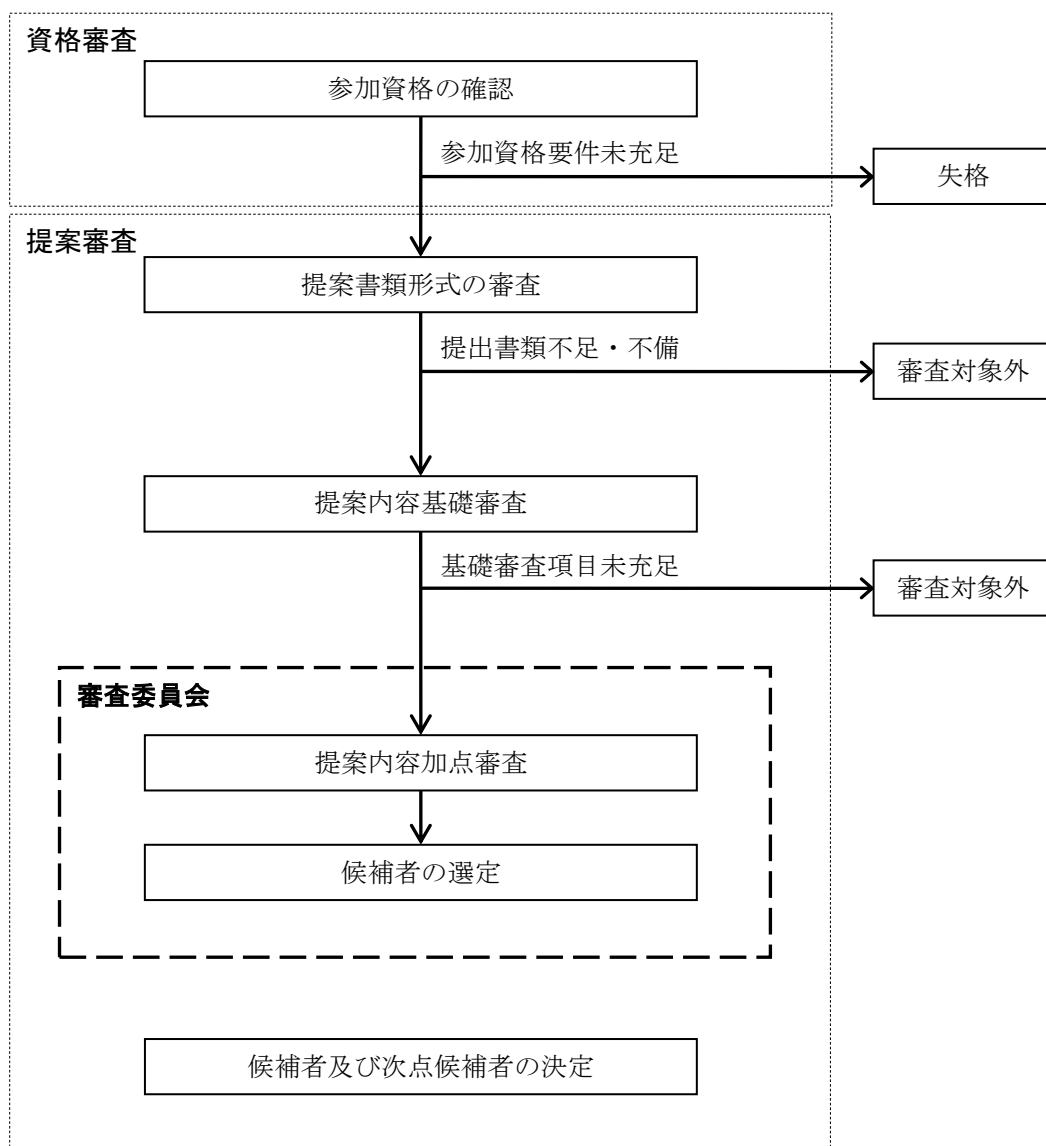 資格審査
参加資格の確認
参加資格要件未充足
失格
提案審査
提案書類形式の審査
提出書類不足・不備
審査対象外
提案内容基礎審査
基礎審査項目未充足
審査対象外
審査委員会
提案内容加点審査
候補者の選定
候補者及び次点候補者の決定